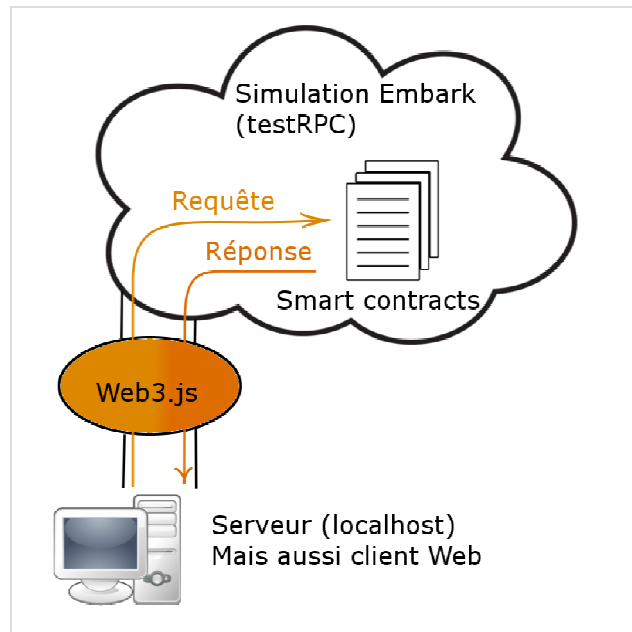 Simulation Embark
(testRPC)
Requête
Réponse
Smart contracts
Web3.js
Serveur (localhost)
Mais aussi client Web